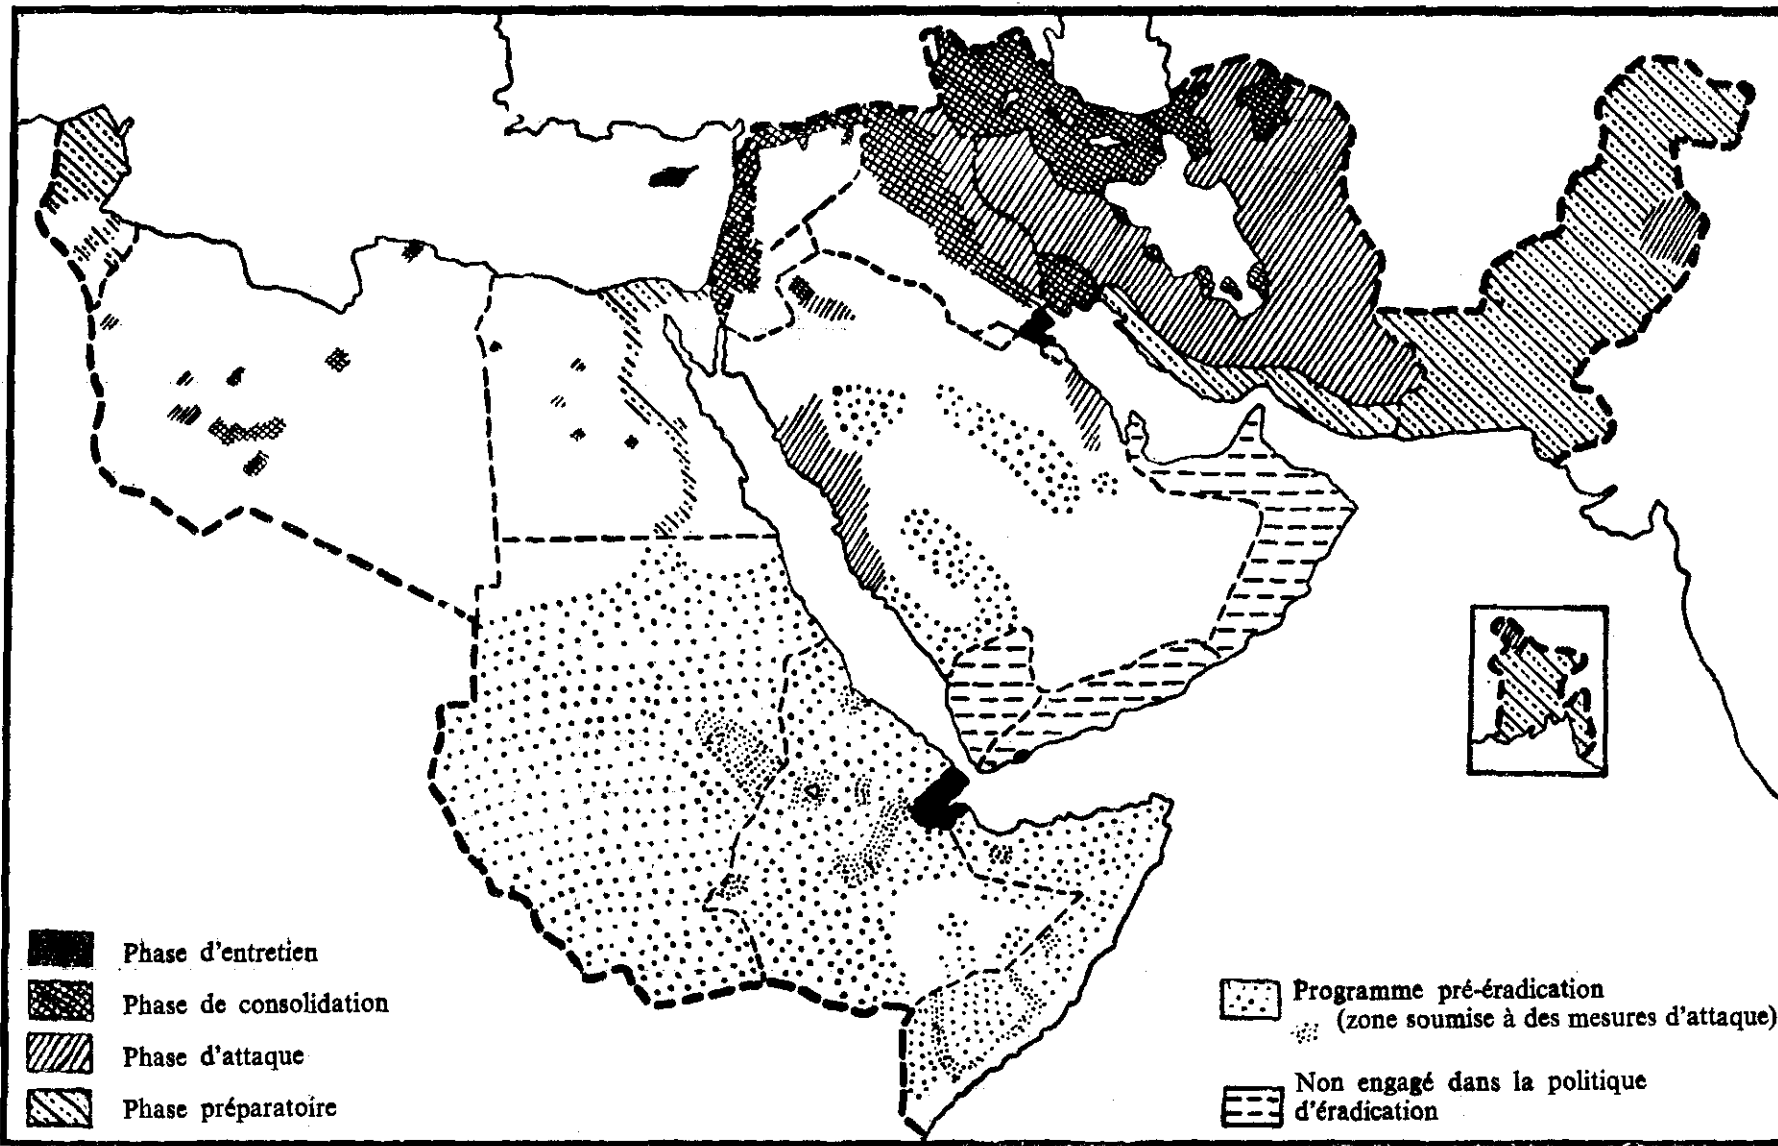 Phase d'entretien
Phase de consolidation
Phase d'attaque
Phase préparatoire
Programme pré-éradication
(zone soumise à des mesures d'attaque)
Non engagé dans la politique
d'éradication